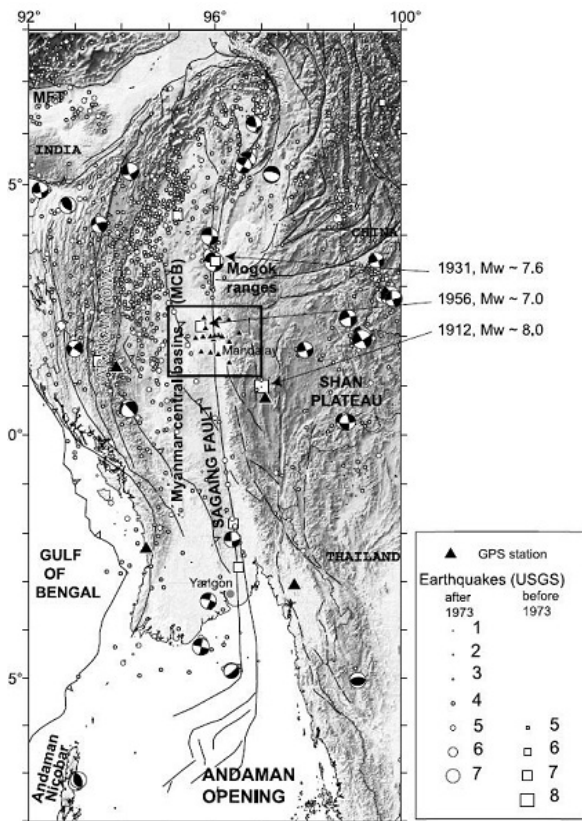 92°
96°
100°
MFT
INDIA
5°
CHINA
Mogok
ranges
1931, Mw ~ 7.6
1956, Mw ~ 7.0
1912, Mw ~ 8.0
Myanmar central basins (MCB)
Mandalay
SHAN
PLATEAU
0°
SAGAING FAULT
GULF
OF
BENGAL
THAILAND
Yangon
5°
Andaman
Nicobar
ANDAMAN
OPENING
GPS station
Earthquakes (USGS)
after
1973
before
1973
1
2
3
4
5
6
7
5
6
7
8